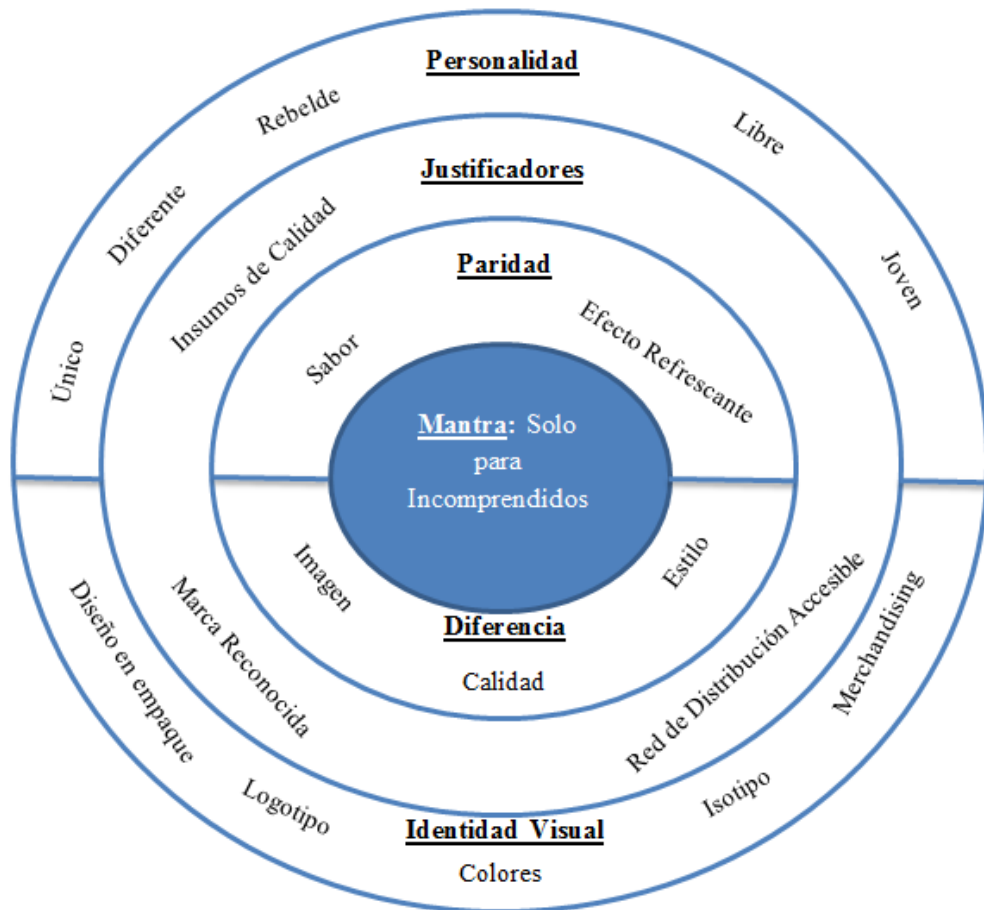 Personalidad
Rebelde
Libre
Diferente
Joven
Único
Justificadores
Insumos de Calidad
Paridad
Sabor
Efecto Refrescante
Mantra: Solo
para
Incomprendidos
Imagen
Estilo
Diferencia
Calidad
Marca Reconocida
Red de Distribución Accesible
Diseño en empaque
Merchandising
Logotipo
Isotipo
Identidad Visual
Colores